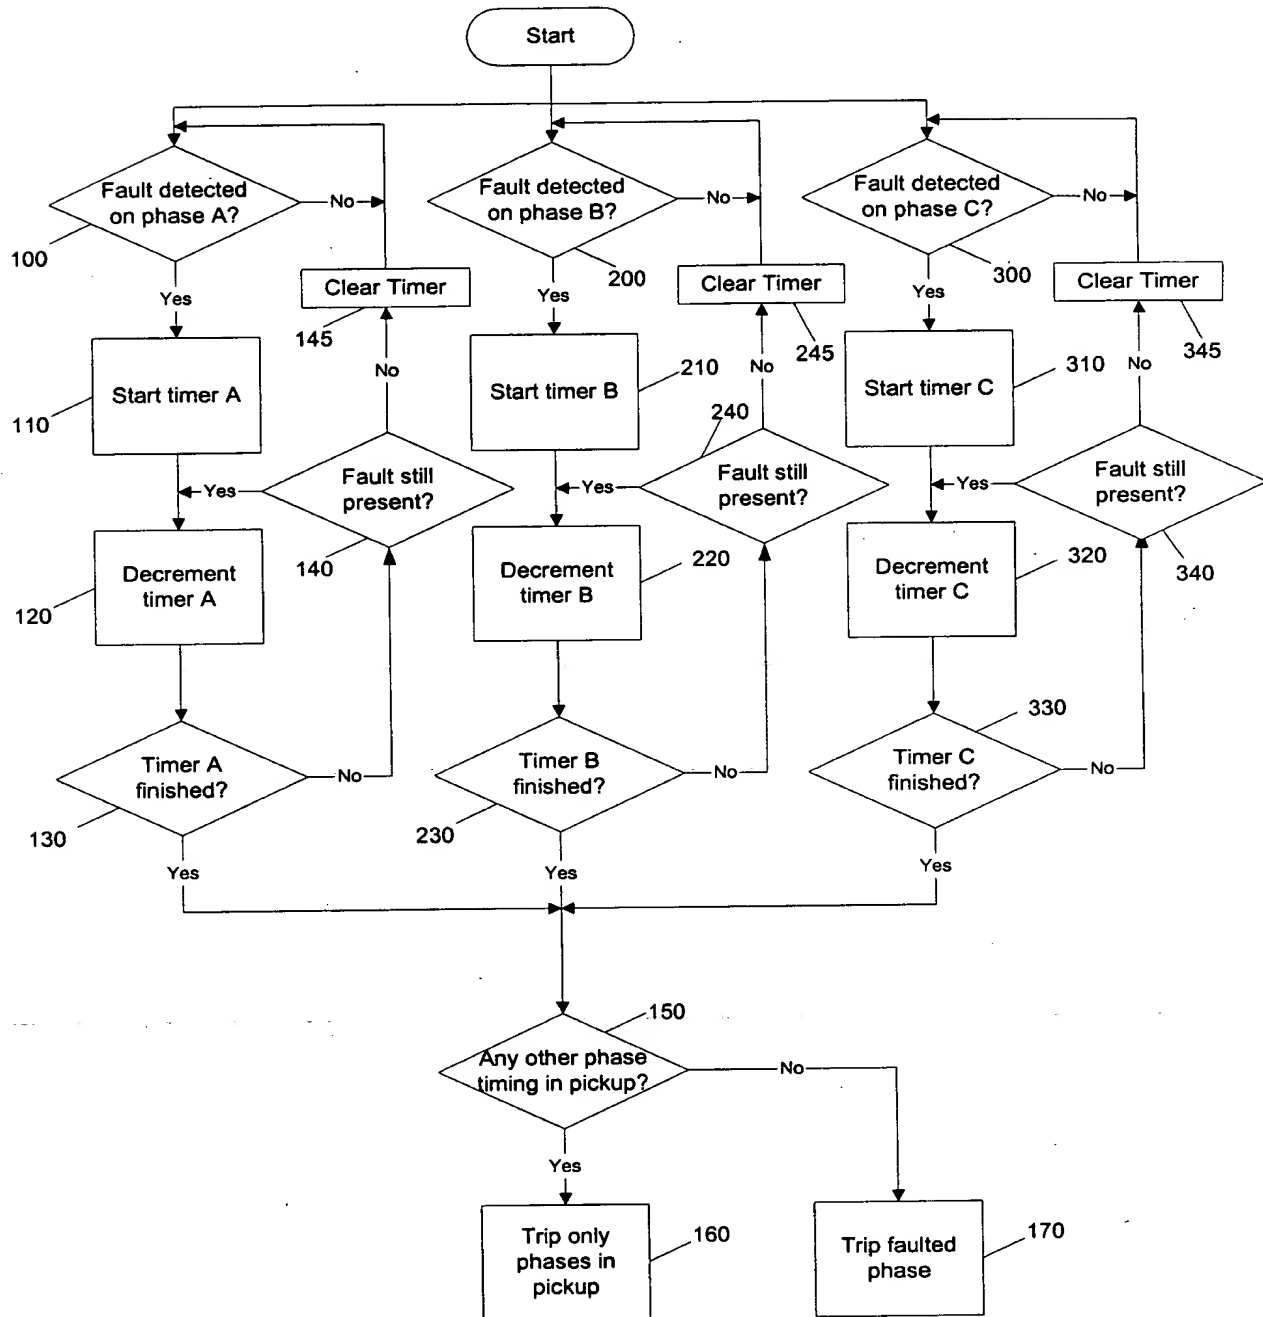 Start
Fault detected
on phase A?
No
100
Yes
Clear Timer
145
Start timer A
110
No
Fault still
present?
Yes
140
Decrement
timer A
120
Timer A
finished?
No
130
Yes
Fault detected
on phase B?
No
200
Yes
Clear Timer
245
Start timer B
210
No
240
Fault still
present?
Yes
Decrement
timer B
220
Timer B
finished?
No
230
Yes
Fault detected
on phase C?
No
300
Yes
Clear Timer
345
Start timer C
310
No
Fault still
present?
Yes
340
Decrement
timer C
320
330
Timer C
finished?
No
Yes
150
Any other phase
timing in pickup?
No
Yes
Trip only
phases in
pickup
160
Trip faulted
phase
170